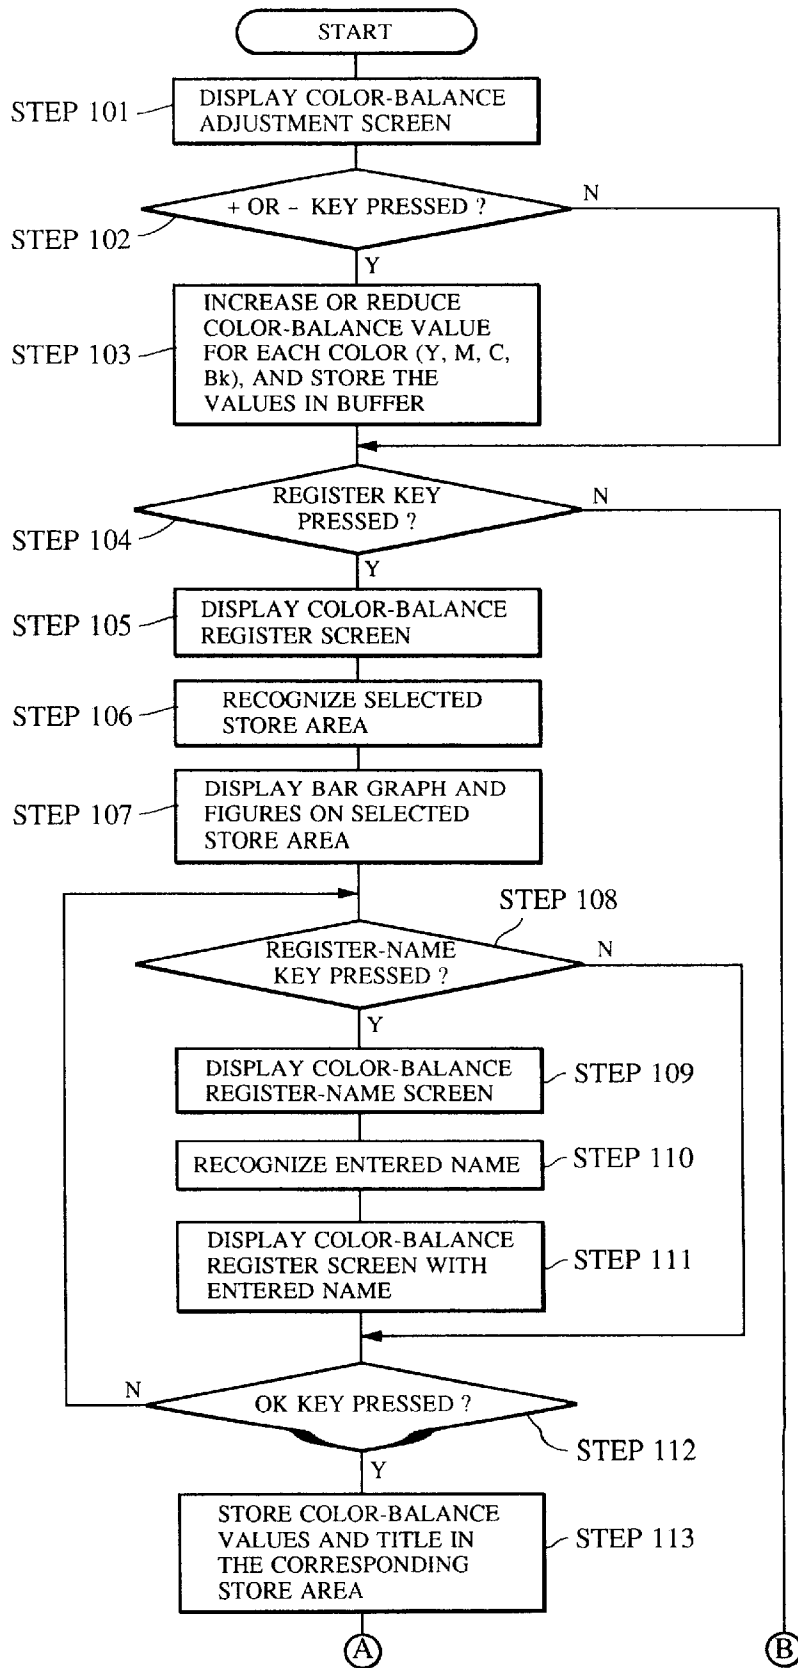 START
STEP 101
DISPLAY COLOR-BALANCE
ADJUSTMENT SCREEN
+ OR - KEY PRESSED ?
N
STEP 102
Y
STEP 103
INCREASE OR REDUCE
COLOR-BALANCE VALUE
FOR EACH COLOR (Y, M, C,
Bk), AND STORE THE
VALUES IN BUFFER
REGISTER KEY
PRESSED ?
N
STEP 104
Y
STEP 105
DISPLAY COLOR-BALANCE
REGISTER SCREEN
STEP 106
RECOGNIZE SELECTED
STORE AREA
STEP 107
DISPLAY BAR GRAPH AND
FIGURES ON SELECTED
STORE AREA
STEP 108
REGISTER-NAME
KEY PRESSED ?
N
Y
DISPLAY COLOR-BALANCE
REGISTER-NAME SCREEN
STEP 109
RECOGNIZE ENTERED NAME
STEP 110
DISPLAY COLOR-BALANCE
REGISTER SCREEN WITH
ENTERED NAME
STEP 111
N
OK KEY PRESSED ?
STEP 112
Y
STORE COLOR-BALANCE
VALUES AND TITLE IN
THE CORRESPONDING
STORE AREA
STEP 113
A
B